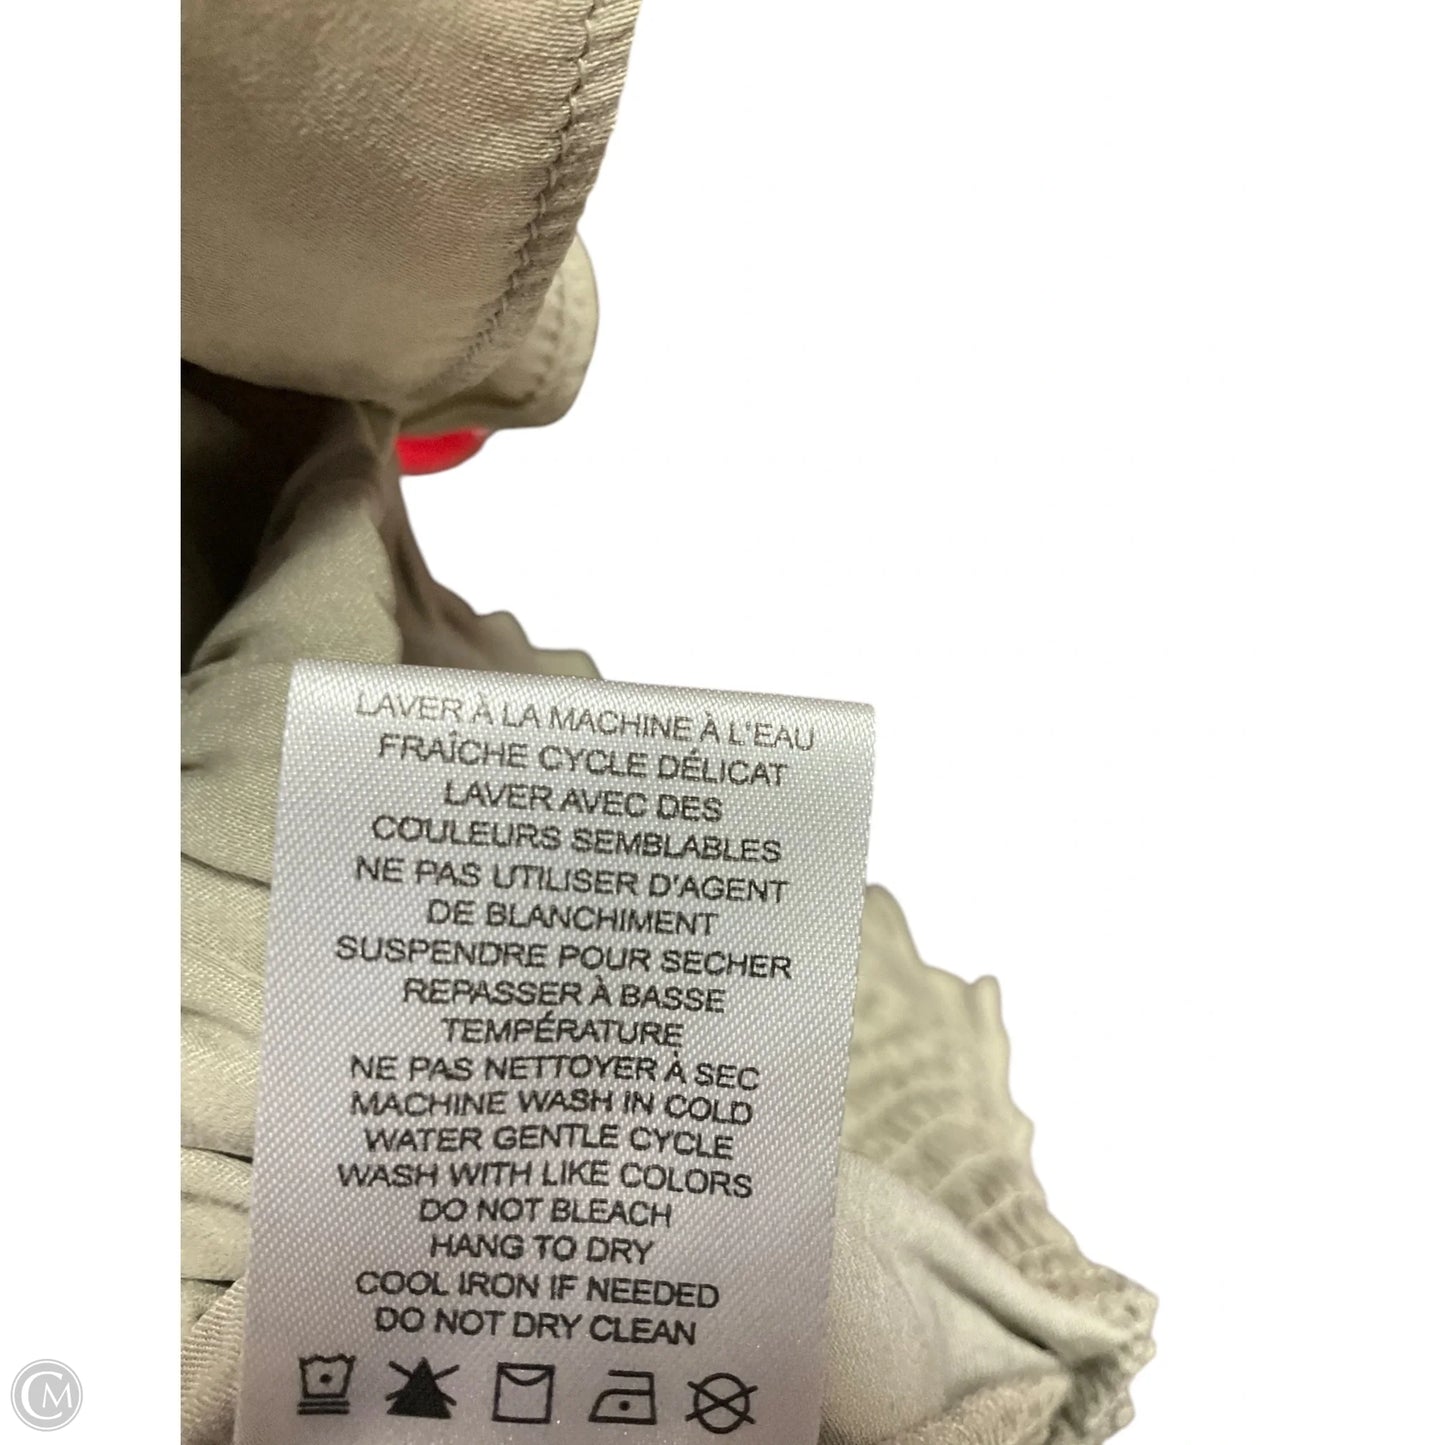 LAVER À LA MACHINE À L'EAU
FRAÎCHE CYCLE DÉLICAT
LAVER AVEC DES
COULEURS SEMBLABLES
NE PAS UTILISER D'AGENT
DE BLANCHIMENT
SUSPENDRE POUR SECHER
REPASSER À BASSE
TEMPÉRATURE
NE PAS NETTOYER À SEC
MACHINE WASH IN COLD
WATER GENTLE CYCLE
WASH WITH LIKE COLORS
DO NOT BLEACH
HANG TO DRY
COOL IRON IF NEEDED
DO NOT DRY CLEAN
CM